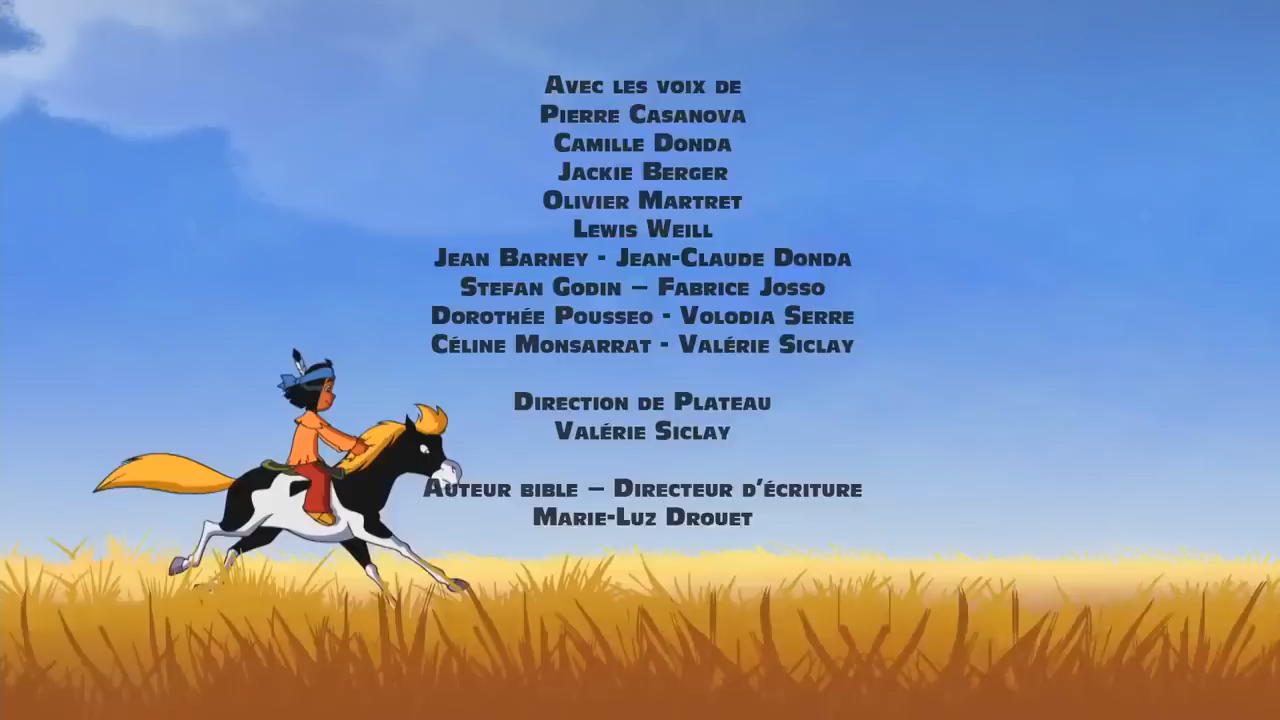 Avec les voix de
Pierre Casanova
Camille Donda
Jackie Berger
Olivier Martret
Lewis Weill
Jean Barney - Jean-Claude Donda
Stefan Godin – Fabrice Josso
Dorothée Pousseo - Volodia Serre
Céline Monsarrat - Valérie Siclay
Direction de Plateau
Valérie Siclay
Auteur bible – Directeur d'écriture
Marie-Luz Drouet